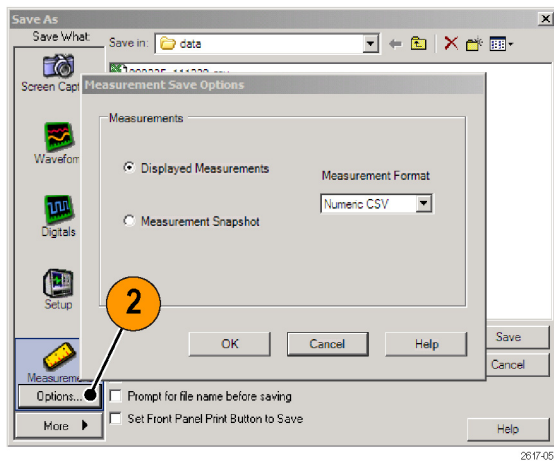 Save As
Save What:
Save in: data
Screen Capt
Measurement Save Options
Measurements
Displayed Measurements
Measurement Format
Numeric CSV
Measurement Snapshot
Waveform
Digitals
Setup
2
OK Cancel Help
Save
Cancel
Measureme
Options...
Prompt for file name before saving
Set Front Panel Print Button to Save
More
Help
2617-05